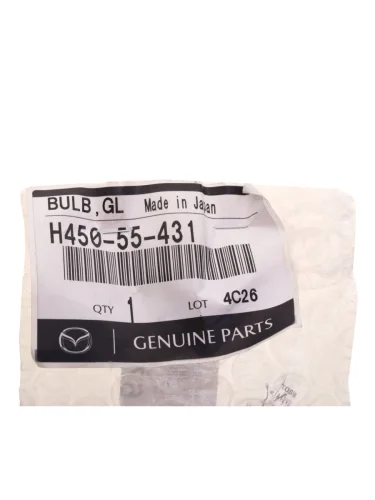 BULB,GL Made in Japan
H450-55-431
QTY 1 LOT 4C26
GENUINE PARTS